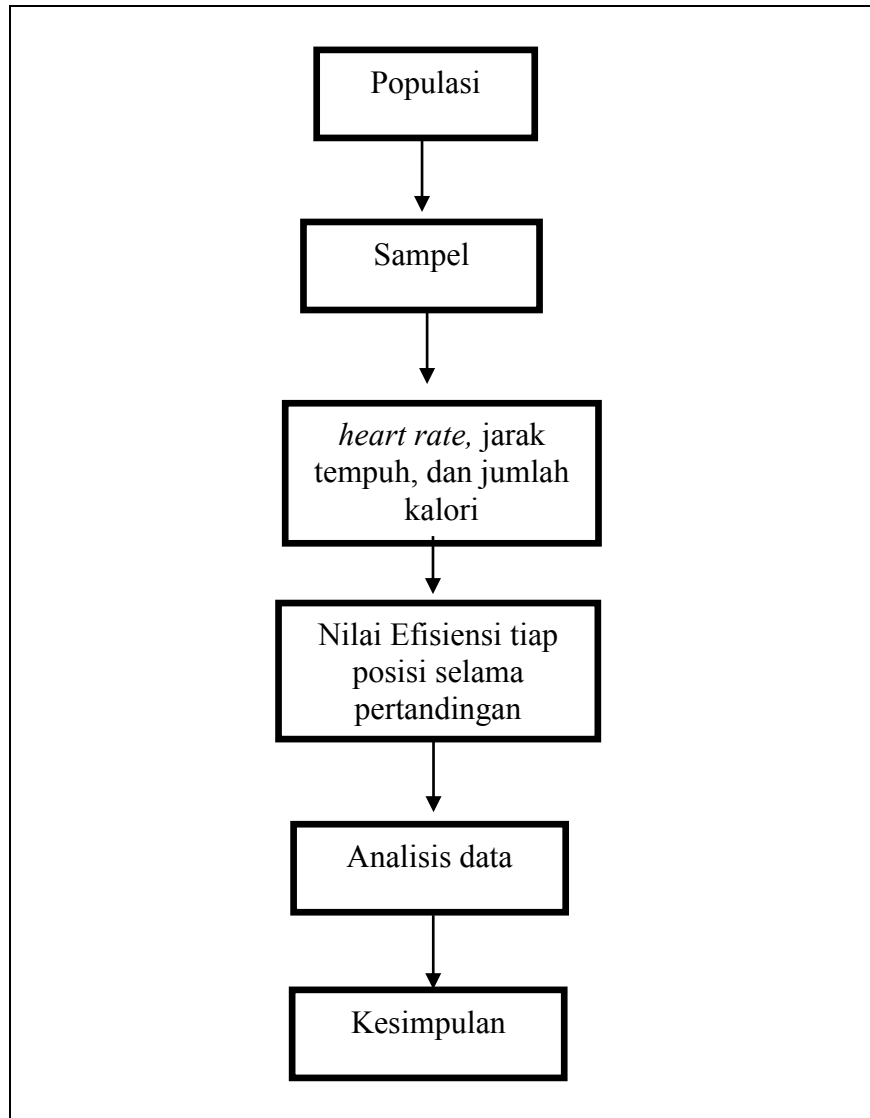 Populasi
Sampel
heart rate, jarak
tempuh, dan jumlah
kalori
Nilai Efisiensi tiap
posisi selama
pertandingan
Analisis data
Kesimpulan